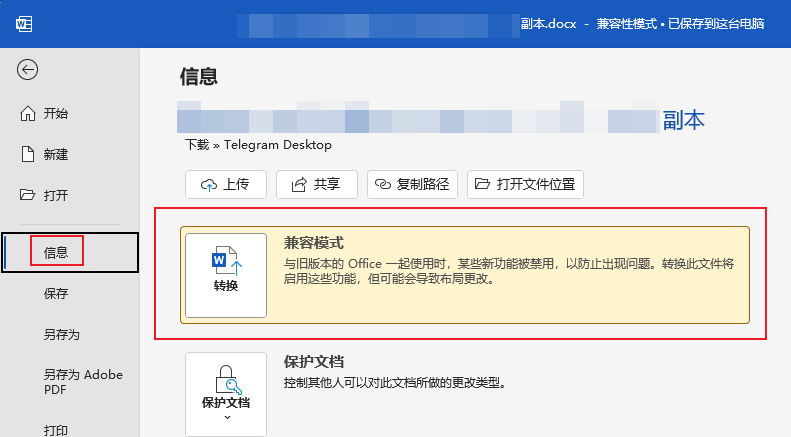 副本.docx - 兼容性模式 • 已保存到这台电脑
信息
开始
副本
下载 » Telegram Desktop
新建
上传
共享
复制路径
打开文件位置
打开
兼容模式
与旧版本的 Office 一起使用时，某些新功能被禁用，以防止出现问题。转换此文件将
启用这些功能，但可能会导致布局更改。
转换
信息
保存
另存为
另存为 Adobe
PDF
打印
保护文档
控制其他人可以对此文档所做的更改类型。
保护文档